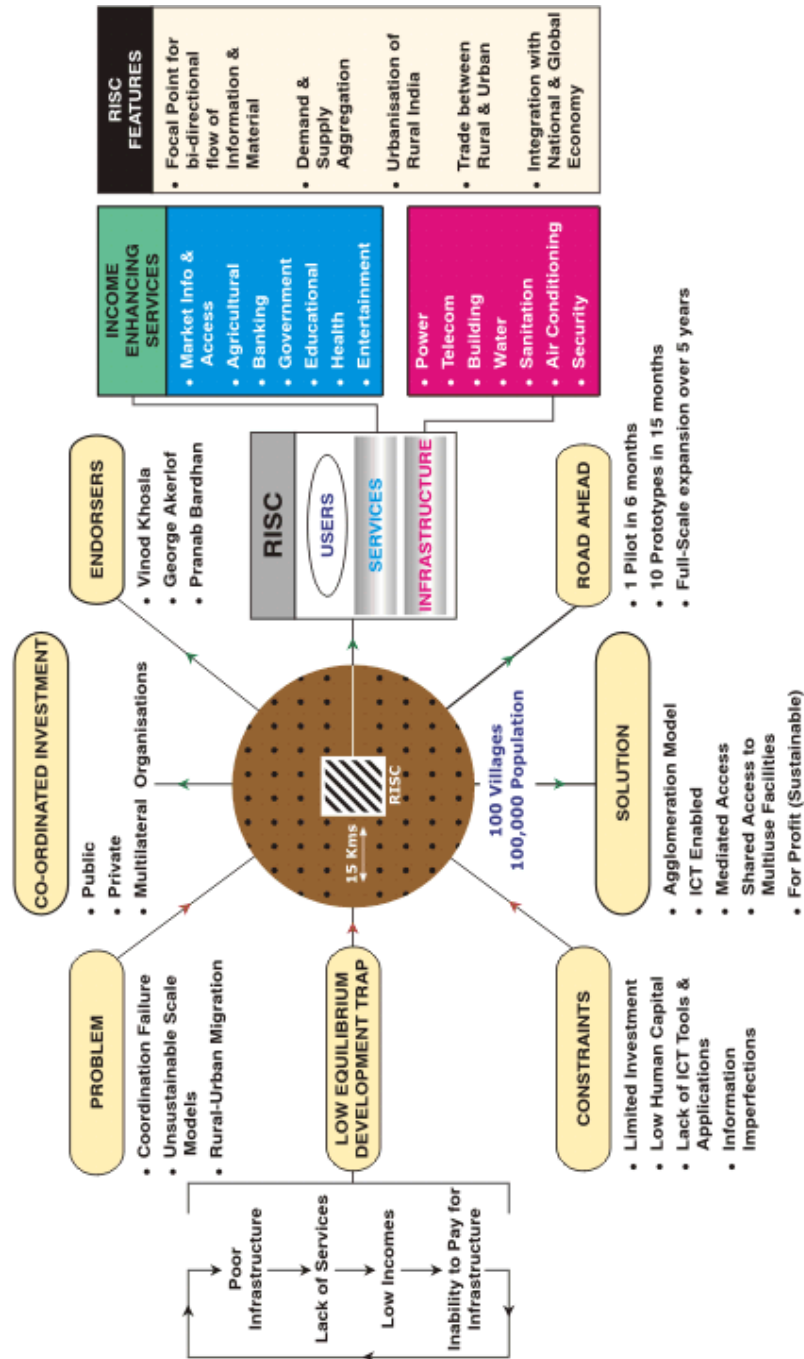 PROBLEM
• Coordination Failure
• Unsustainable Scale
Models
• Rural-Urban Migration
CO-ORDINATED INVESTMENT
• Public
• Private
• Multilateral Organisations
ENDORSERS
• Vinod Khosla
• George Akerlof
• Pranab Bardhan
INCOME
ENHANCING
SERVICES
• Market Info &
Access
• Agricultural
• Banking
• Government
• Educational
• Health
• Entertainment
RISC
FEATURES
• Focal Point for
bi-directional
flow of
Information &
Material
• Demand &
Supply
Aggregation
• Urbanisation of
Rural India
• Trade between
Rural & Urban
• Integration with
National & Global
Economy
Poor
Infrastructure
Lack of Services
Low Incomes
Inability to Pay for
Infrastructure
LOW EQUILIBRIUM
DEVELOPMENT TRAP
15 Kms
RISC
100 Villages
100,000 Population
RISC
USERS
SERVICES
INFRASTRUCTURE
• Power
• Telecom
• Building
• Water
• Sanitation
• Air Conditioning
• Security
CONSTRAINTS
• Limited Investment
• Low Human Capital
• Lack of ICT Tools &
Applications
• Information
Imperfections
SOLUTION
• Agglomeration Model
• ICT Enabled
• Mediated Access
• Shared Access to
Multiuse Facilities
• For Profit (Sustainable)
ROAD AHEAD
• 1 Pilot in 6 months
• 10 Prototypes in 15 months
• Full-Scale expansion over 5 years